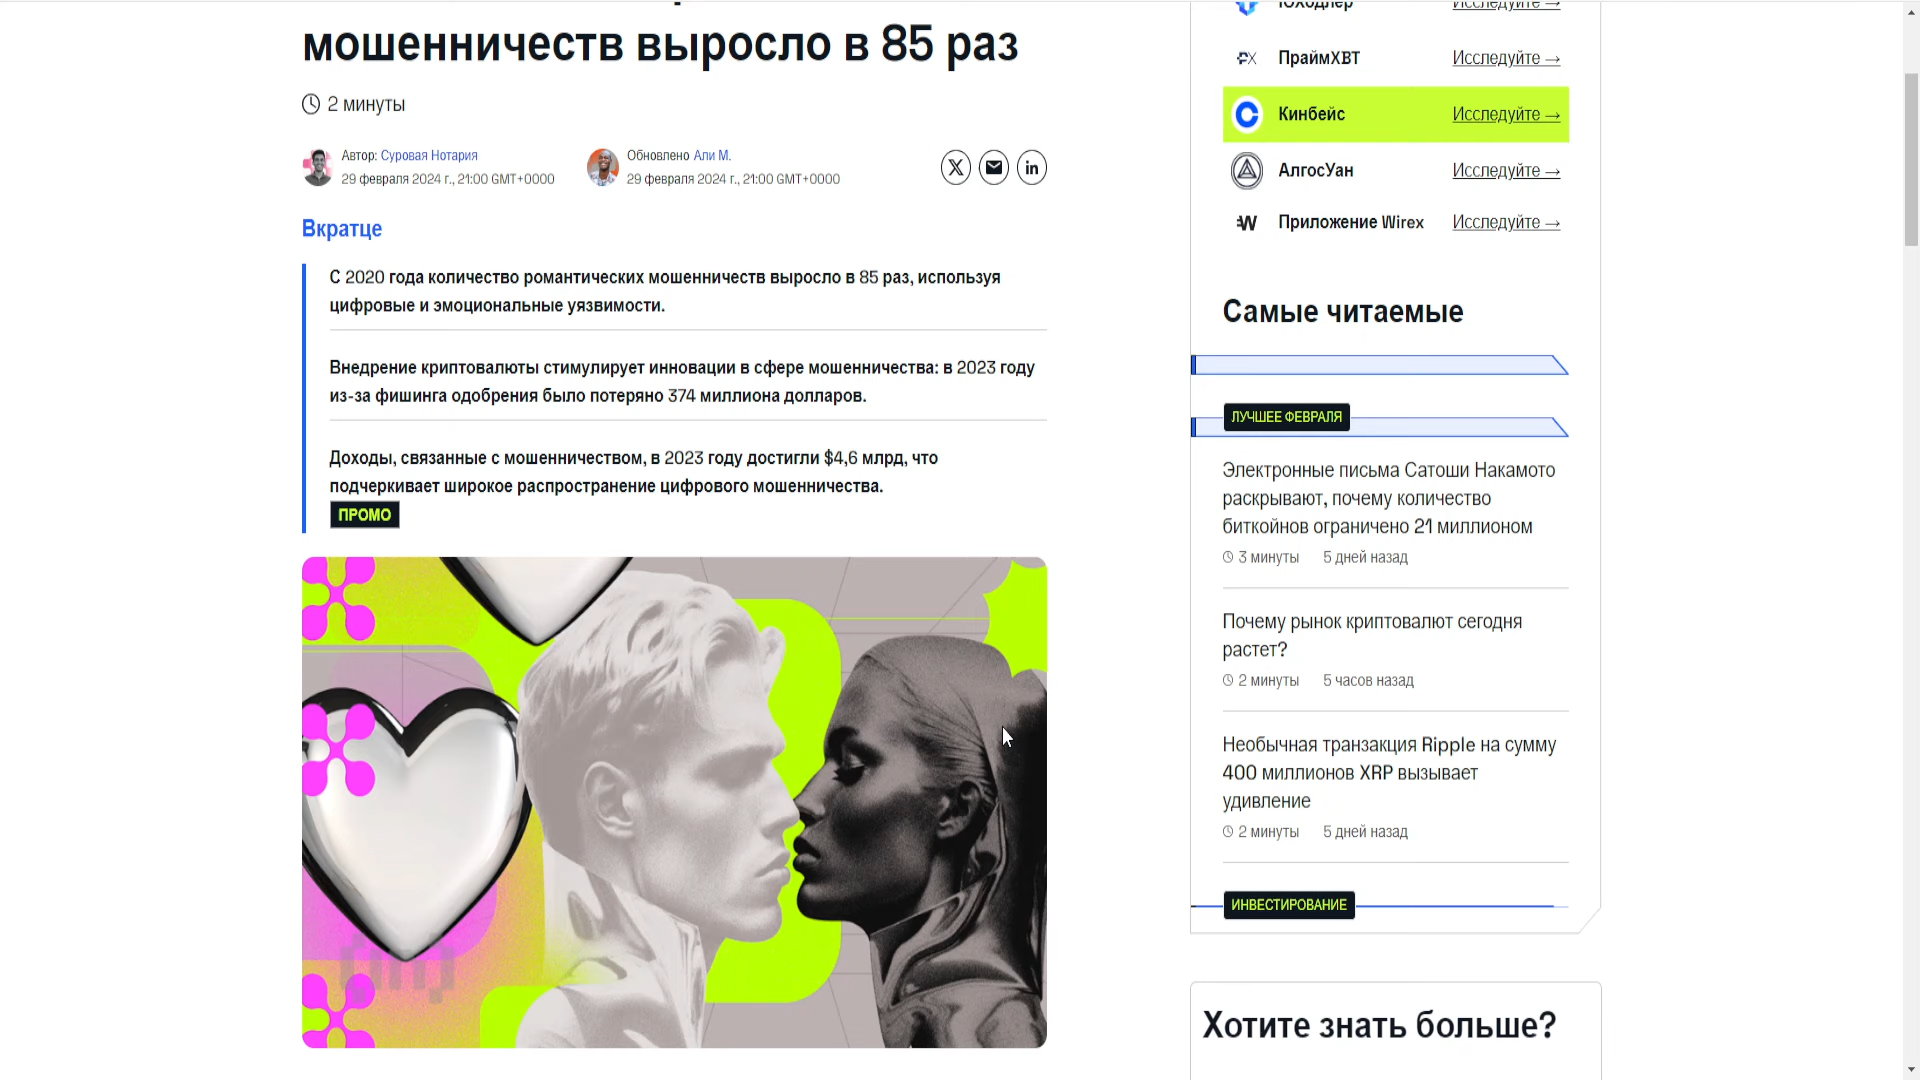 мошенничеств выросло в 85 раз
2 минуты
Автор: Суровая Нотария
29 февраля 2024 г., 21:00 GMT+0000
Обновлено Али М.
29 февраля 2024 г., 21:00 GMT+0000
Вкратце
С 2020 года количество романтических мошенничеств выросло в 85 раз, используя
цифровые и эмоциональные уязвимости.
Внедрение криптовалюты стимулирует инновации в сфере мошенничества: в 2023 году
из-за фишинга одобрения было потеряно 374 миллиона долларов.
Доходы, связанные с мошенничеством, в 2023 году достигли $4,6 млрд, что
подчеркивает широкое распространение цифрового мошенничества.
ПРОМО
ЮХодлер Исследуйте →
ПраймХВТ Исследуйте →
Кинбейс Исследуйте →
АлгосУан Исследуйте →
Приложение Wirex Исследуйте →
Самые читаемые
ЛУЧШЕЕ ФЕВРАЛЯ
Электронные письма Сатоши Накамото
раскрывают, почему количество
биткойнов ограничено 21 миллионом
3 минуты 5 дней назад
Почему рынок криптовалют сегодня
растет?
2 минуты 5 часов назад
Необычная транзакция Ripple на сумму
400 миллионов XRP вызывает
удивление
2 минуты 5 дней назад
ИНВЕСТИРОВАНИЕ
Хотите знать больше?